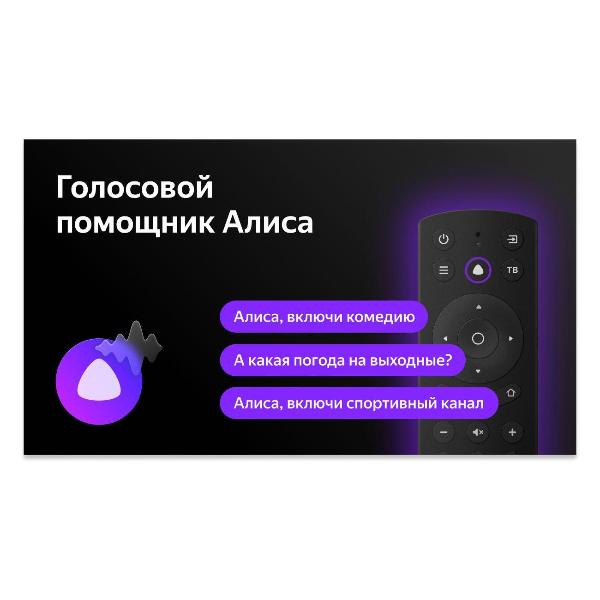 Голосовой
помощник Алиса
ТВ
Алиса, включи комедию
А какая погода на выходные?
Алиса, включи спортивный канал